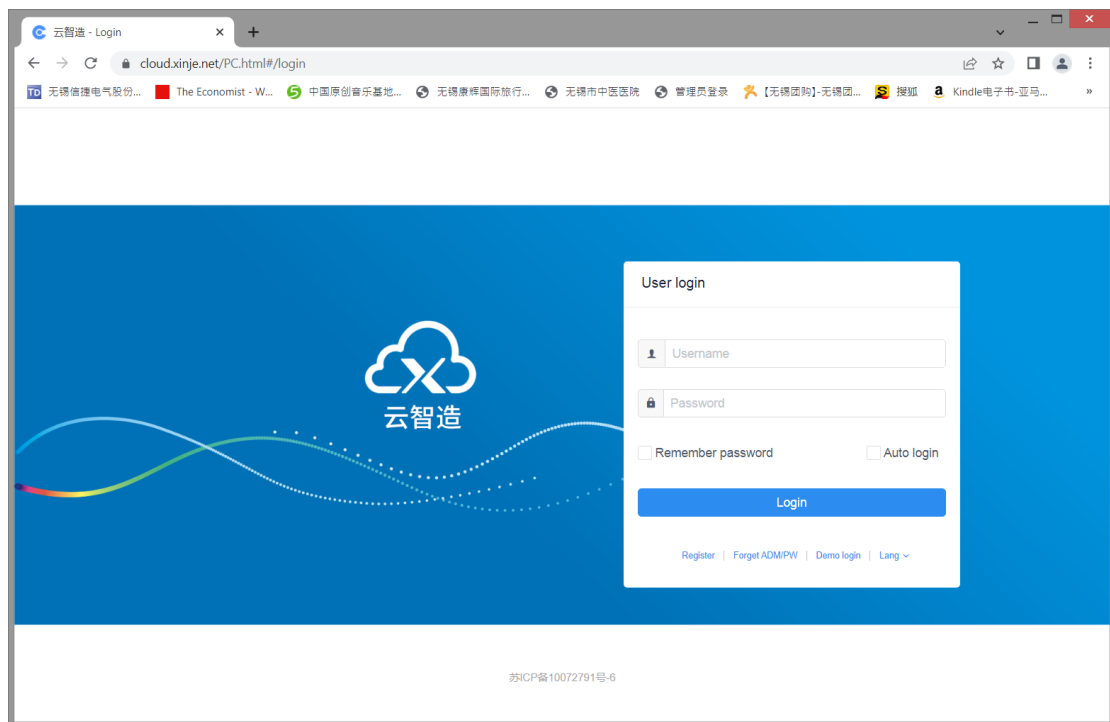 云智造 - Login
cloud.xinje.net/PC.html#/login
无锡信捷电气股份... The Economist - W... 中国原创音乐基地... 无锡康辉国际旅行... 无锡市中医医院 管理员登录 【无锡团购】-无锡团... 搜狐 Kindle电子书-亚马... »
User login
Username
云智造
Password
Remember password Auto login
Login
Register | Forget ADM/PW | Demo login | Lang
苏ICP备10072791号-6